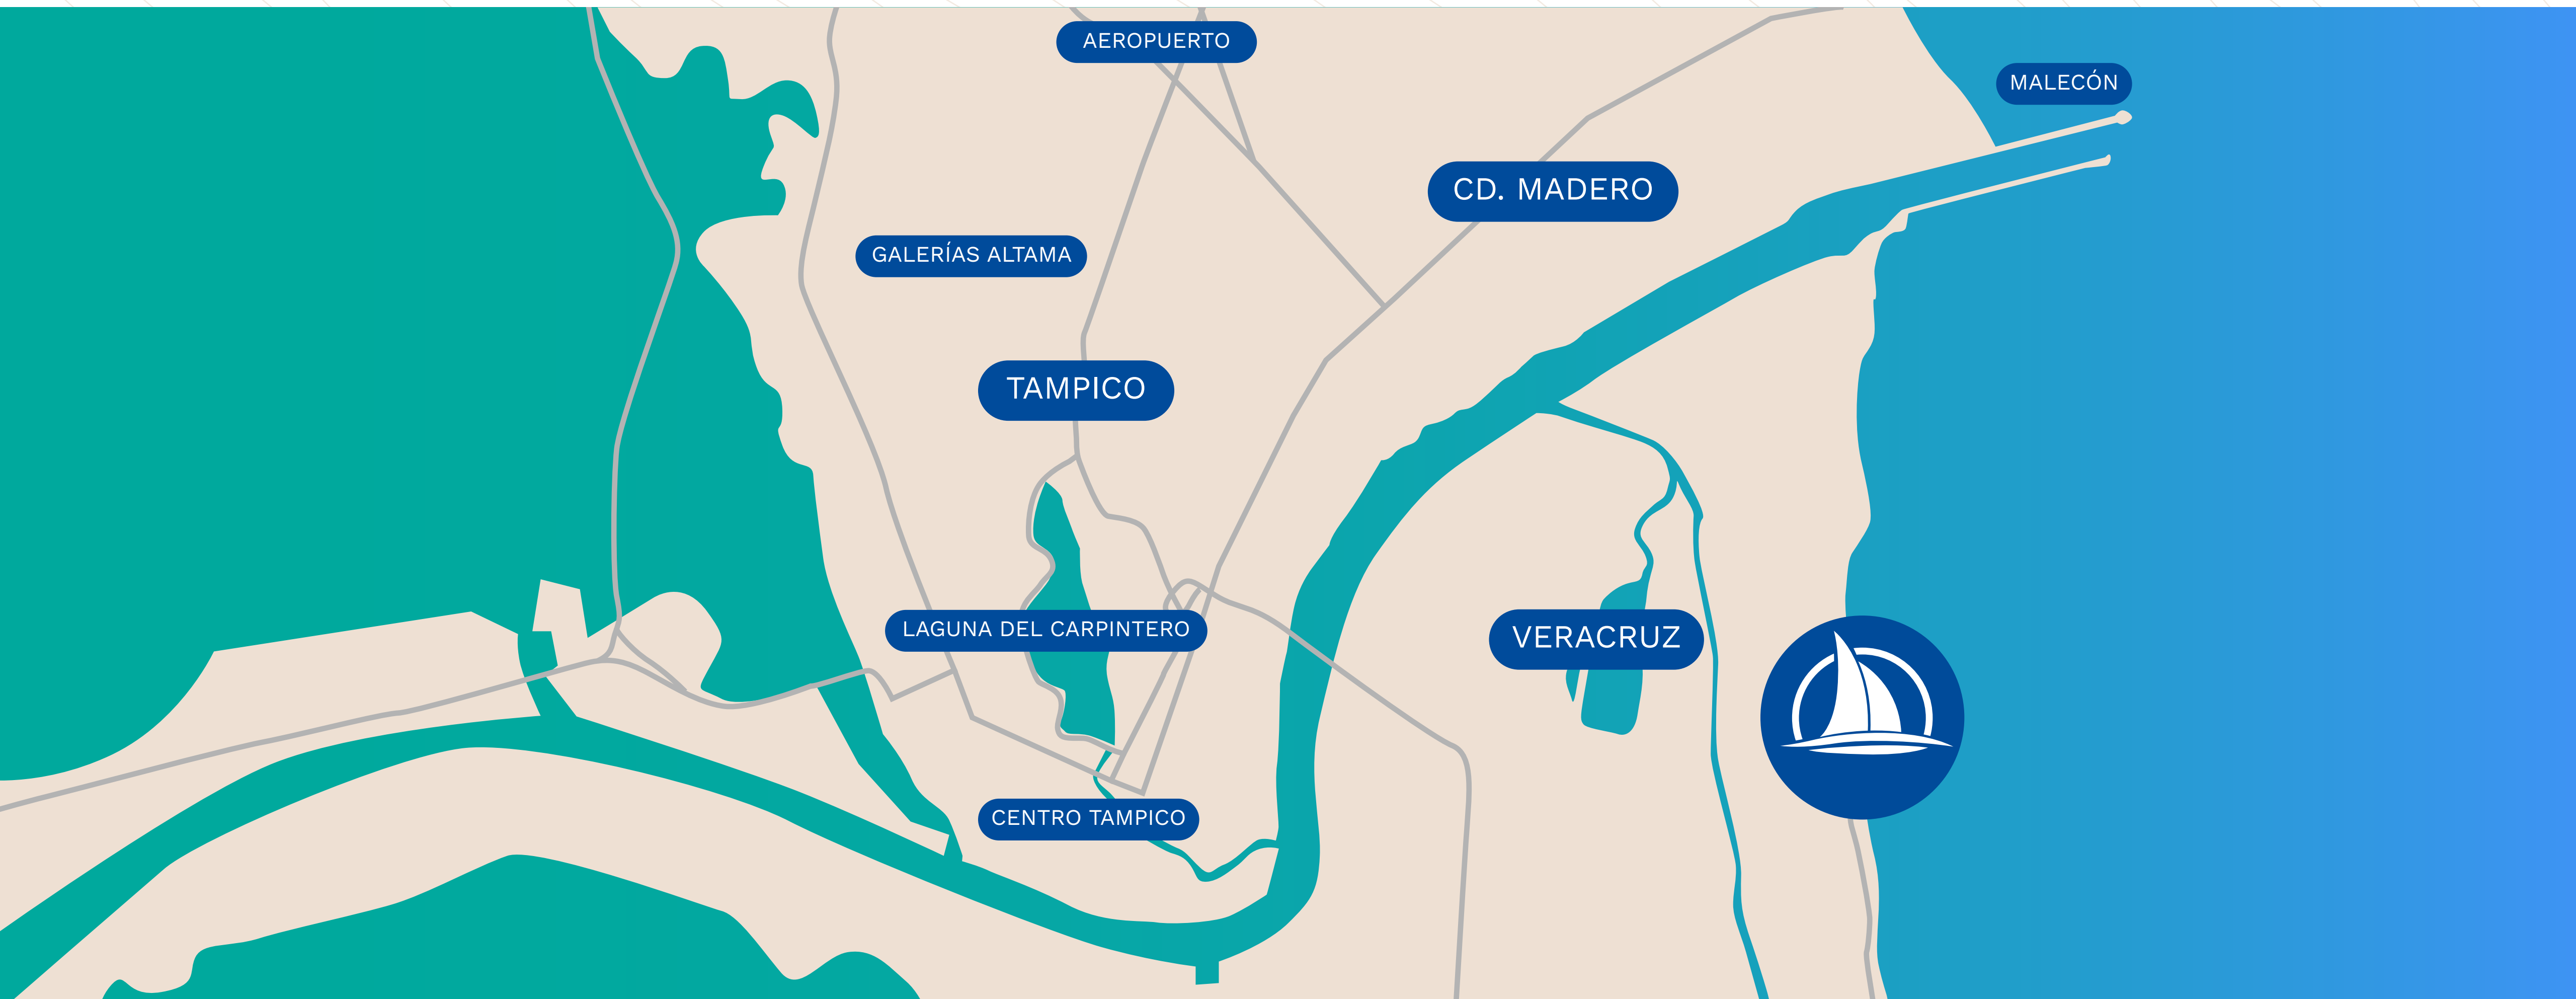 AEROPUERTO
MALECÓN
CD. MADERO
GALERÍAS ALTAMA
TAMPICO
LAGUNA DEL CARPINTERO
VERACRUZ
CENTRO TAMPICO